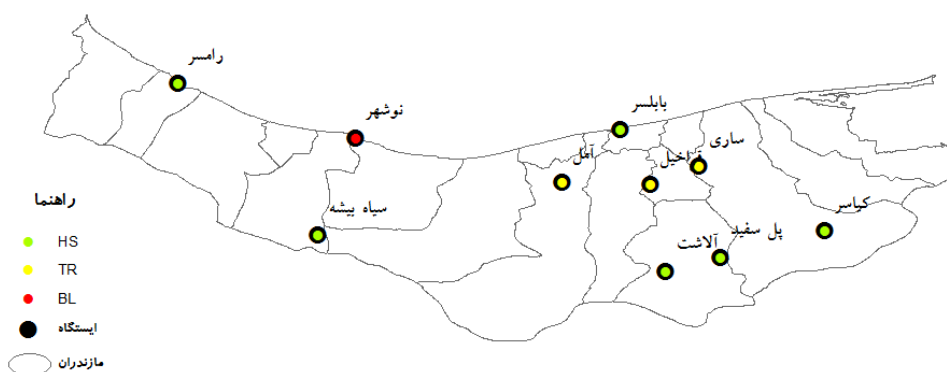 رامسر
نوشهر
بابلسر
ساری
آمل
قراخیل
سیاه بیشه
کیاسر
پل سفید
آلاشت
راهنما
HS
TR
BL
ایستگاه
مازندران